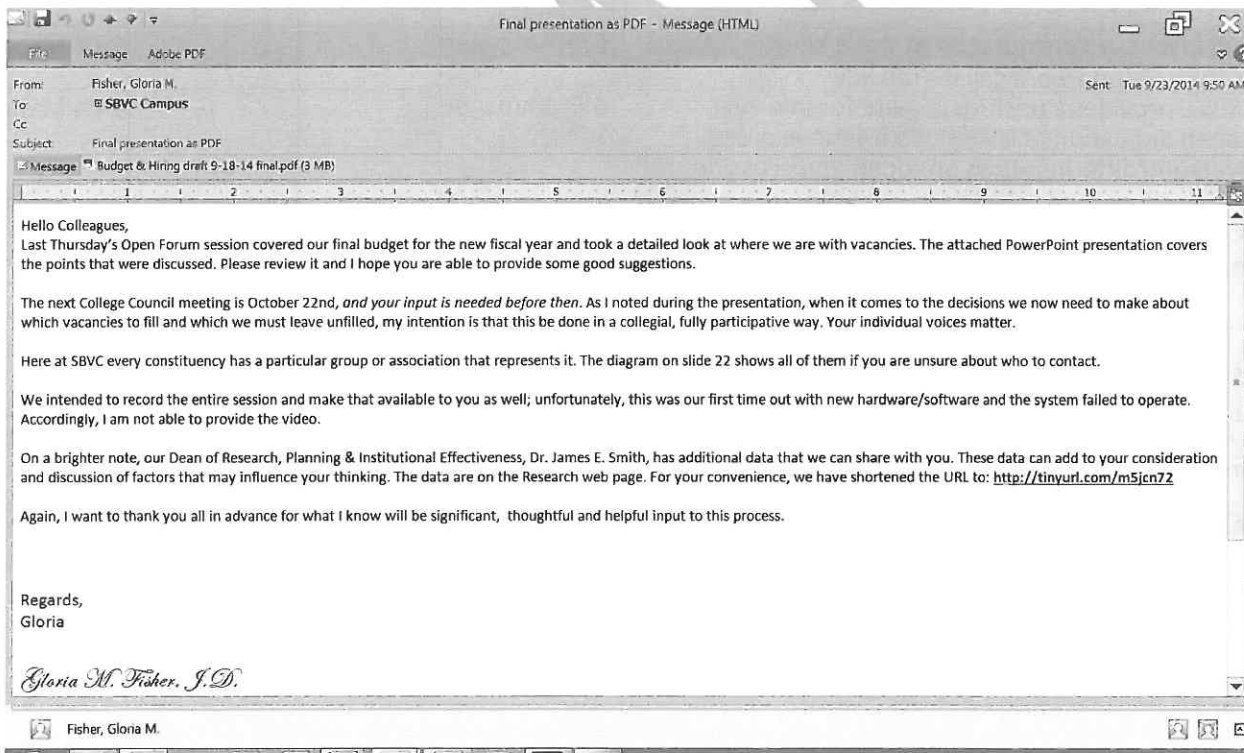 Final presentation as PDF - Message (HTML)
File Message Adobe PDF
From: Fisher, Gloria M. Sent: Tue 9/23/2014 9:50 AM
To: SBVC Campus
Cc
Subject: Final presentation as PDF
Message Budget & Hiring draft 9-18-14 final.pdf (3 MB)
1 2 3 4 5 6 7 8 9 10 11
Hello Colleagues,
Last Thursday's Open Forum session covered our final budget for the new fiscal year and took a detailed look at where we are with vacancies. The attached PowerPoint presentation covers
the points that were discussed. Please review it and I hope you are able to provide some good suggestions.
The next College Council meeting is October 22nd, and your input is needed before then. As I noted during the presentation, when it comes to the decisions we now need to make about
which vacancies to fill and which we must leave unfilled, my intention is that this be done in a collegial, fully participative way. Your individual voices matter.
Here at SBVC every constituency has a particular group or association that represents it. The diagram on slide 22 shows all of them if you are unsure about who to contact.
We intended to record the entire session and make that available to you as well; unfortunately, this was our first time out with new hardware/software and the system failed to operate.
Accordingly, I am not able to provide the video.
On a brighter note, our Dean of Research, Planning & Institutional Effectiveness, Dr. James E. Smith, has additional data that we can share with you. These data can add to your consideration
and discussion of factors that may influence your thinking. The data are on the Research web page. For your convenience, we have shortened the URL to: http://tinyurl.com/m5jcn72
Again, I want to thank you all in advance for what I know will be significant, thoughtful and helpful input to this process.
Regards,
Gloria
Gloria M. Fisher, J.D.
Fisher, Gloria M.